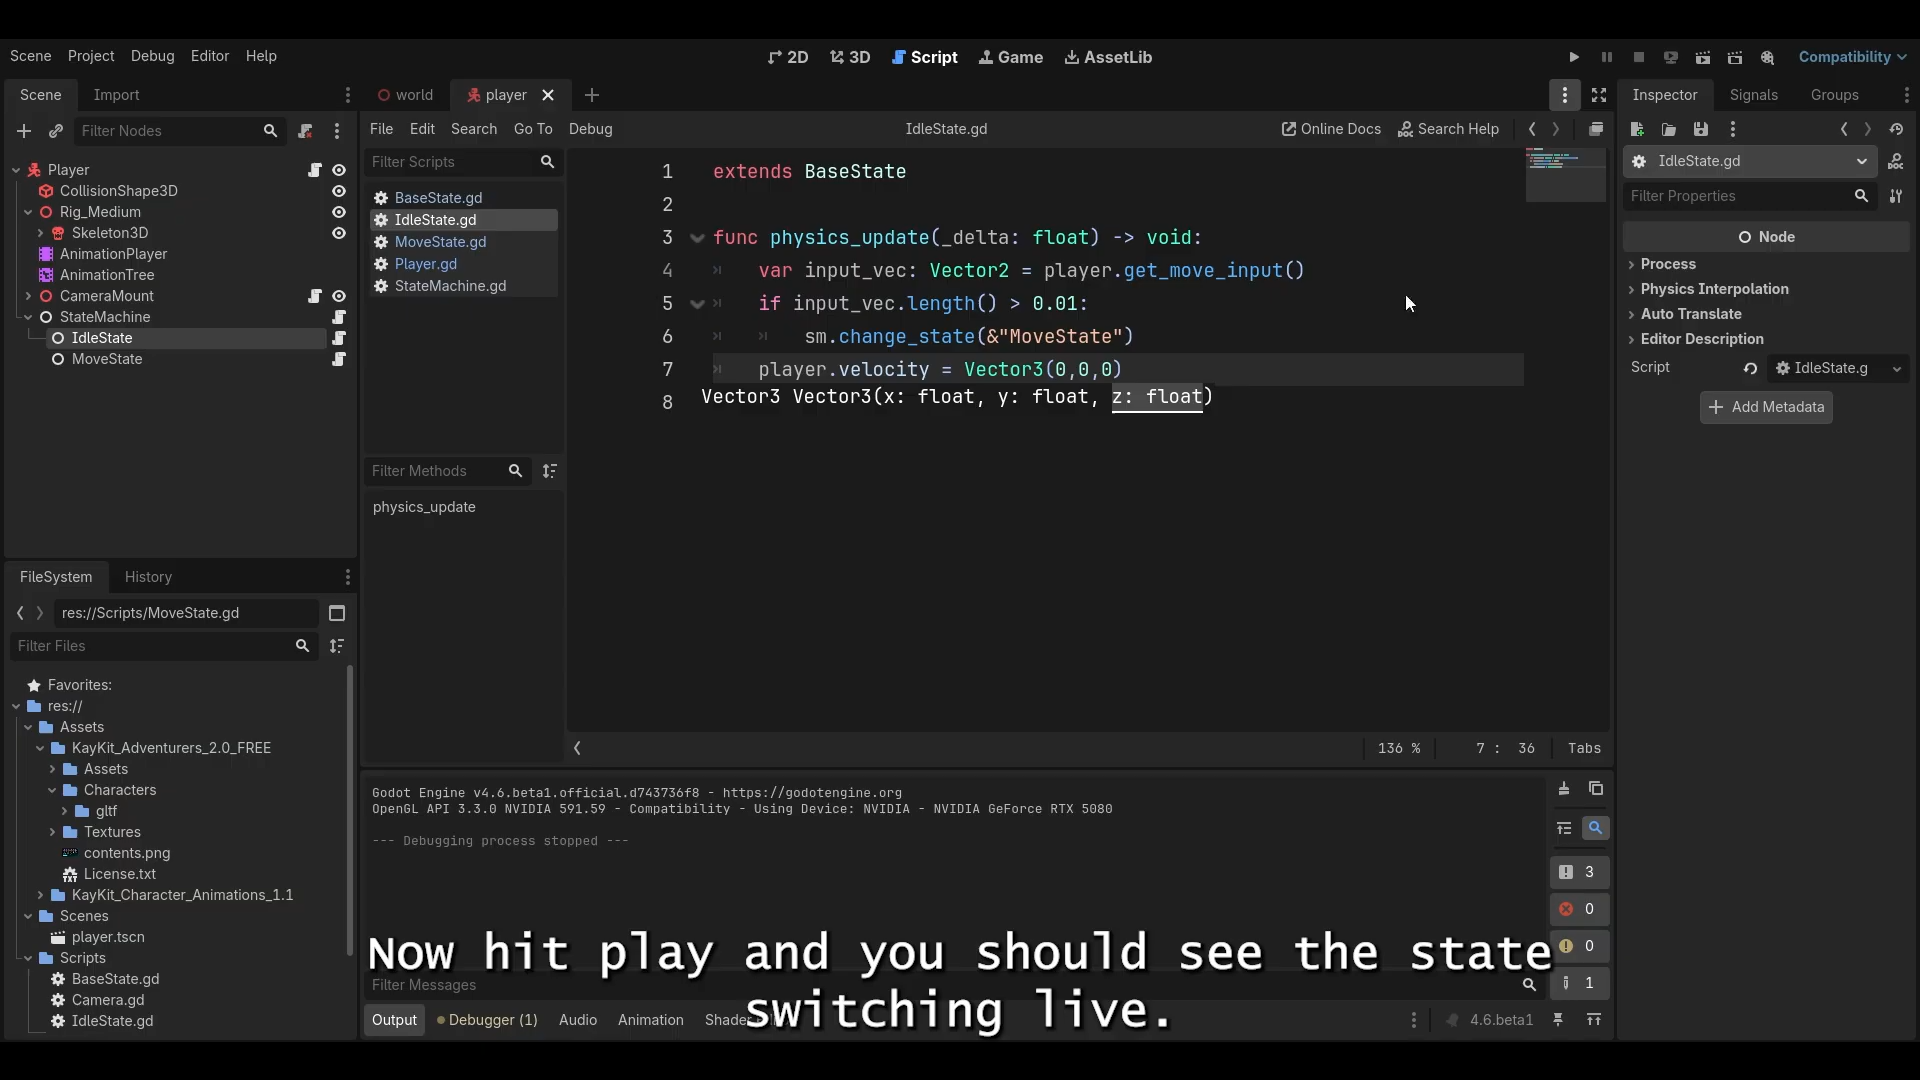 Scene Project Debug Editor Help
2D 3D Script Game AssetLib
Compatibility
Scene Import
world player
Inspector Signals Groups
Filter Nodes
File Edit Search Go To Debug
IdleState.gd
Online Docs Search Help
Filter Scripts
BaseState.gd
IdleState.gd
MoveState.gd
Player.gd
StateMachine.gd
Player
CollisionShape3D
Rig_Medium
Skeleton3D
AnimationPlayer
AnimationTree
CameraMount
StateMachine
IdleState
MoveState
1 extends BaseState
2
3 func physics_update(_delta: float) -> void:
4 var input_vec: Vector2 = player.get_move_input()
5 if input_vec.length() > 0.01:
6 sm.change_state(&"MoveState")
7 player.velocity = Vector3(0,0,0)
8 Vector3 Vector3(x: float, y: float, z: float)
IdleState.gd
Filter Properties
Node
Process
Physics Interpolation
Auto Translate
Editor Description
Script IdleState.g
Add Metadata
Filter Methods
physics_update
136 % 7 : 36 Tabs
FileSystem History
res://Scripts/MoveState.gd
Filter Files
Favorites:
res://
Assets
KayKit_Adventurers_2.0_FREE
Assets
Characters
gltf
Textures
contents.png
License.txt
KayKit_Character_Animations_1.1
Scenes
player.tscn
Scripts
BaseState.gd
Camera.gd
IdleState.gd
Godot Engine v4.6.beta1.official.d743736f8 - https://godotengine.org
OpenGL API 3.3.0 NVIDIA 591.59 - Compatibility - Using Device: NVIDIA - NVIDIA GeForce RTX 5080
--- Debugging process stopped ---
3
0
0
1
Now hit play and you should see the state
switching live.
Filter Messages
Output Debugger (1) Audio Animation Shader
4.6.beta1